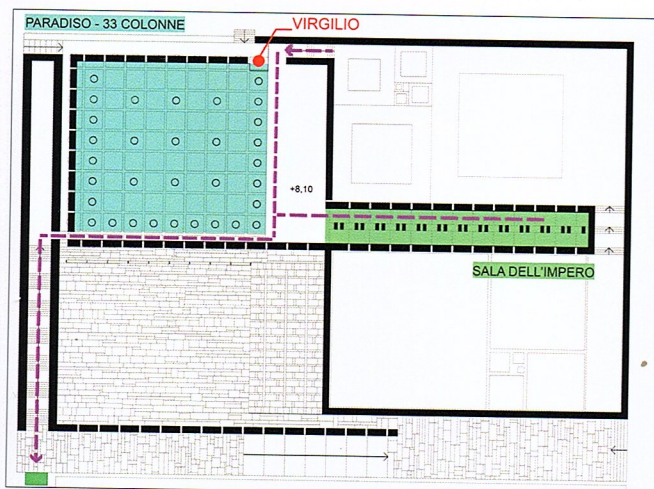 PARADISO - 33 COLONNE
VIRGILIO
+8,10
SALA DELL'IMPERO